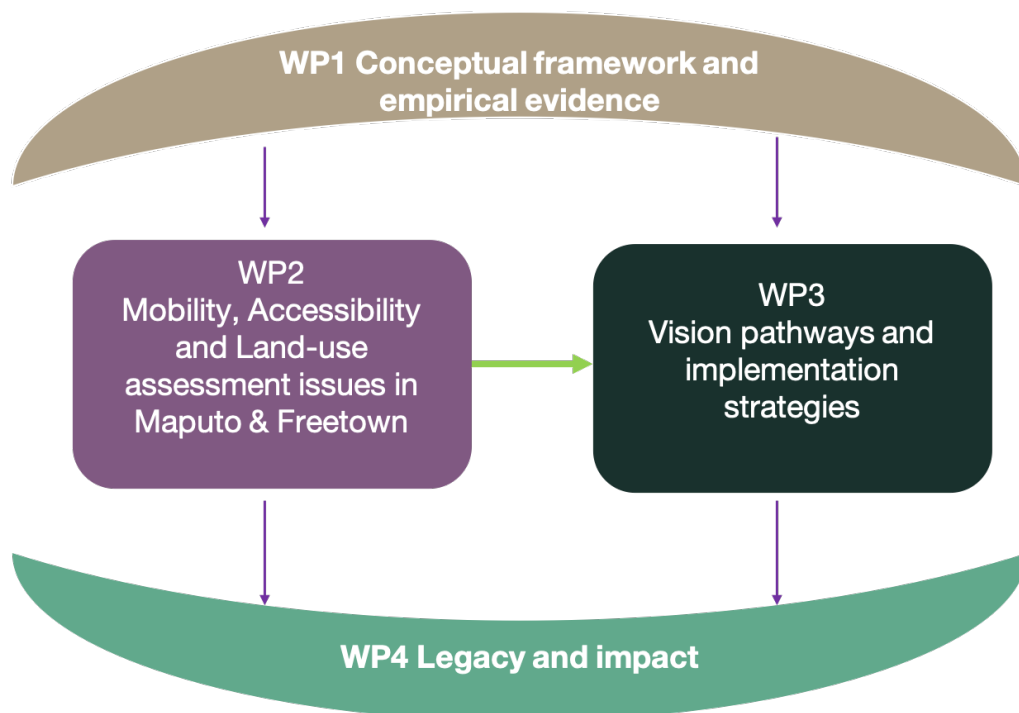 WP1 Conceptual framework and
empirical evidence
WP2
Mobility, Accessibility
and Land-use
assessment issues in
Maputo & Freetown
WP3
Vision pathways and
implementation
strategies
WP4 Legacy and impact